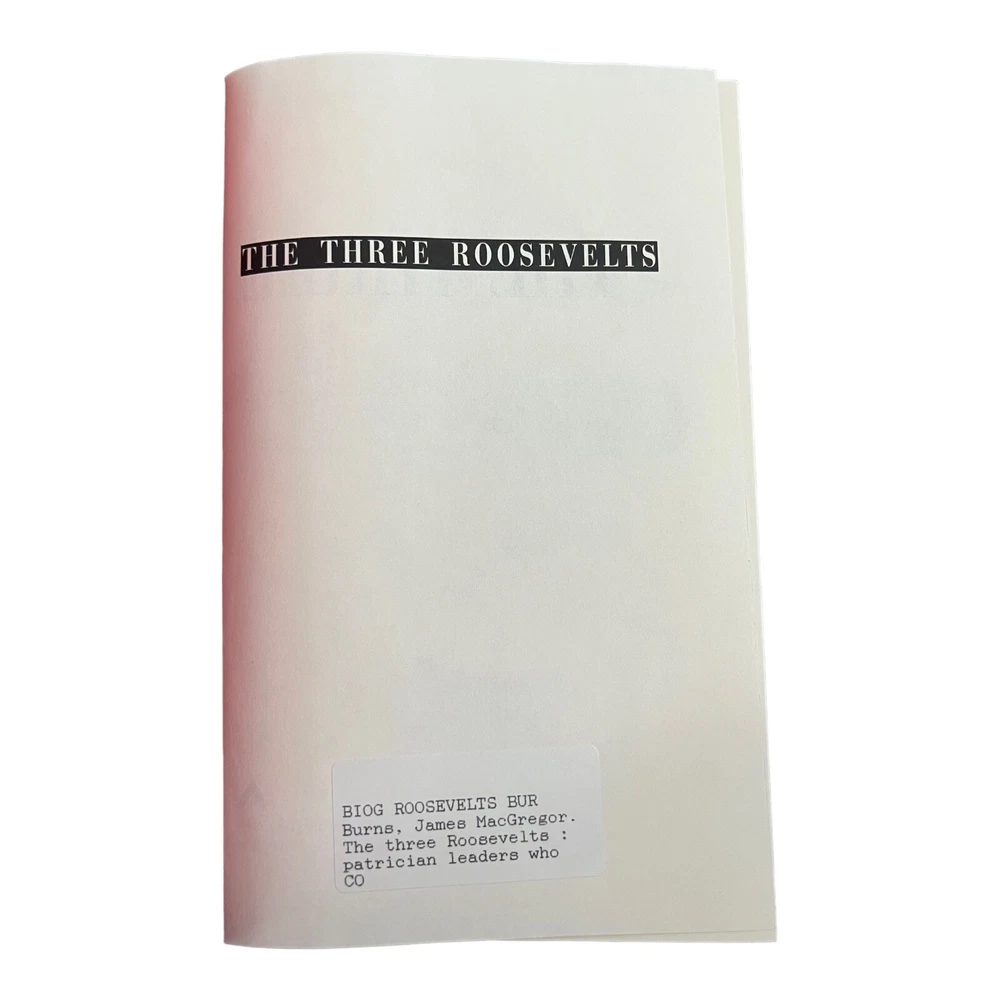 THE THREE ROOSEVELTS
BIOG ROOSEVELTS BUR
Burns, James MacGregor.
The three Roosevelts :
patrician leaders who
CO